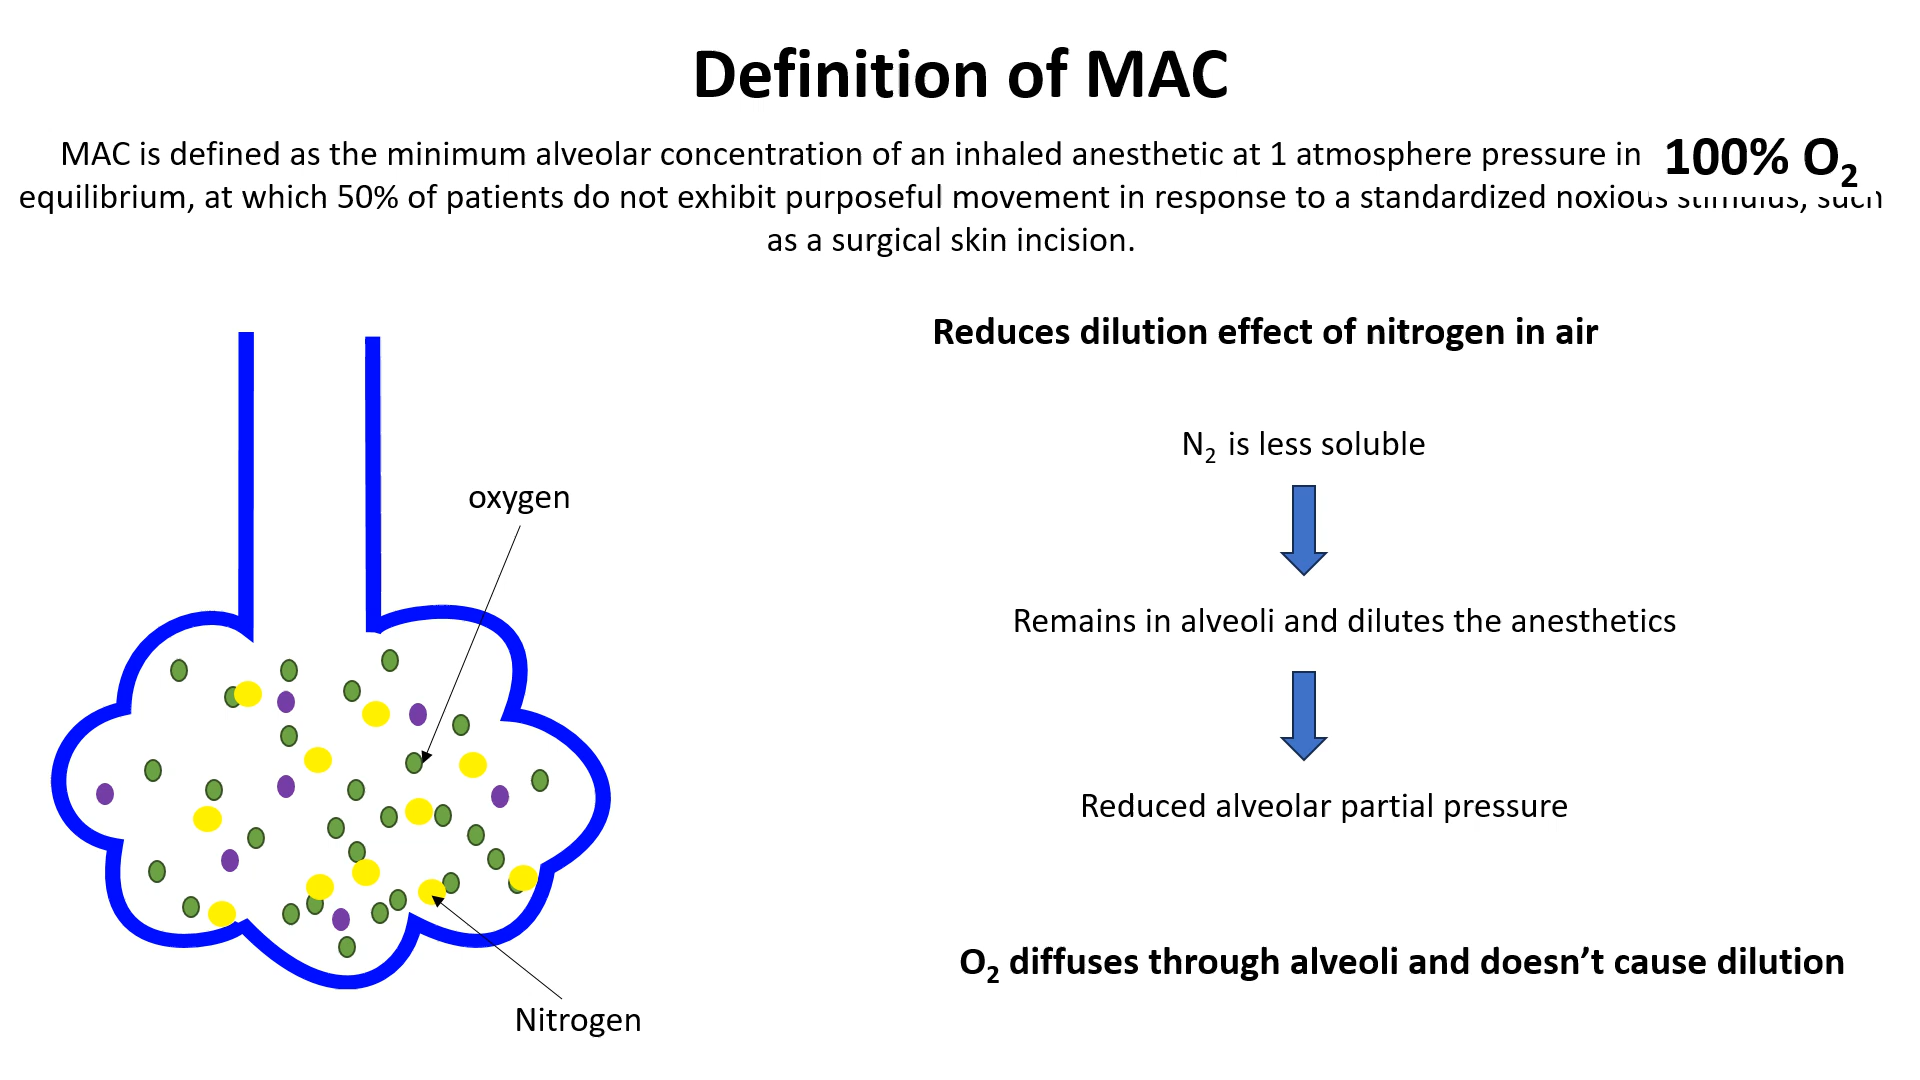 Definition of MAC
MAC is defined as the minimum alveolar concentration of an inhaled anesthetic at 1 atmosphere pressure in 100% O₂
equilibrium, at which 50% of patients do not exhibit purposeful movement in response to a standardized noxious stimulus, such
as a surgical skin incision.
Reduces dilution effect of nitrogen in air
N₂ is less soluble
oxygen
Remains in alveoli and dilutes the anesthetics
Reduced alveolar partial pressure
O₂ diffuses through alveoli and doesn’t cause dilution
Nitrogen